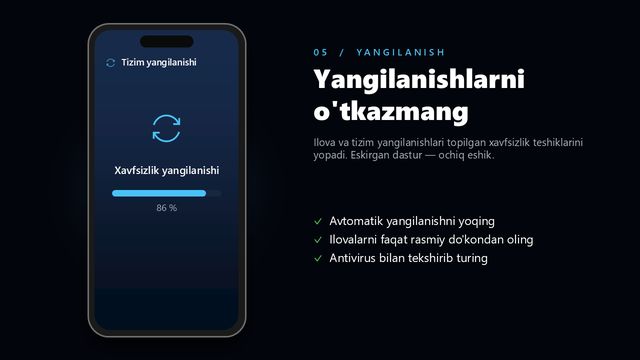 Tizim yangilanishi
Xavfsizlik yangilanishi
86 %
05 / YANGILANISH
Yangilanishlarni
o'tkazmang
Ilova va tizim yangilanishlari topilgan xavfsizlik teshiklarini
yopadi. Eskirgan dastur — ochiq eshik.
Avtomatik yangilanishni yoqing
Ilovalarni faqat rasmiy do'kondan oling
Antivirus bilan tekshirib turing